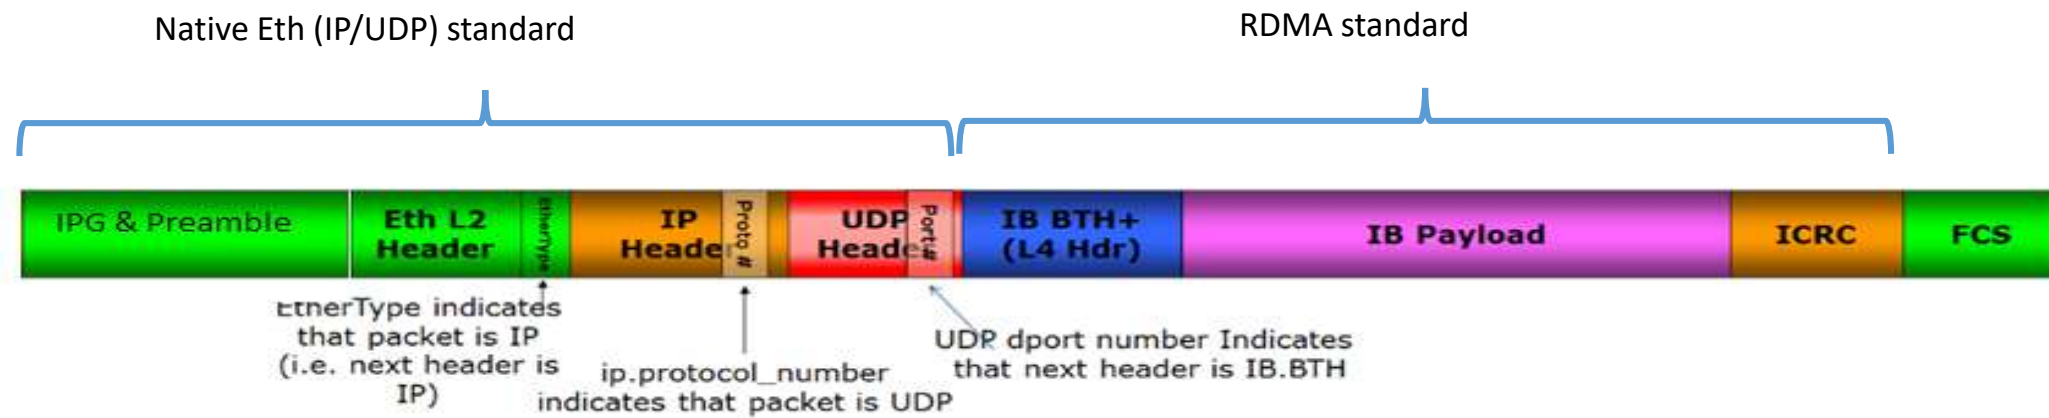 Native Eth (IP/UDP) standard
RDMA standard
IPG & Preamble
Eth L2
Header
EtherType
IP
Header
Proto #
UDP
Header
Port#
IB BTH+
(L4 Hdr)
IB Payload
ICRC
FCS
EtherType indicates
that packet is IP
(i.e. next header is
IP)
ip.protocol_number
indicates that packet is UDP
UDP dport number Indicates
that next header is IB.BTH